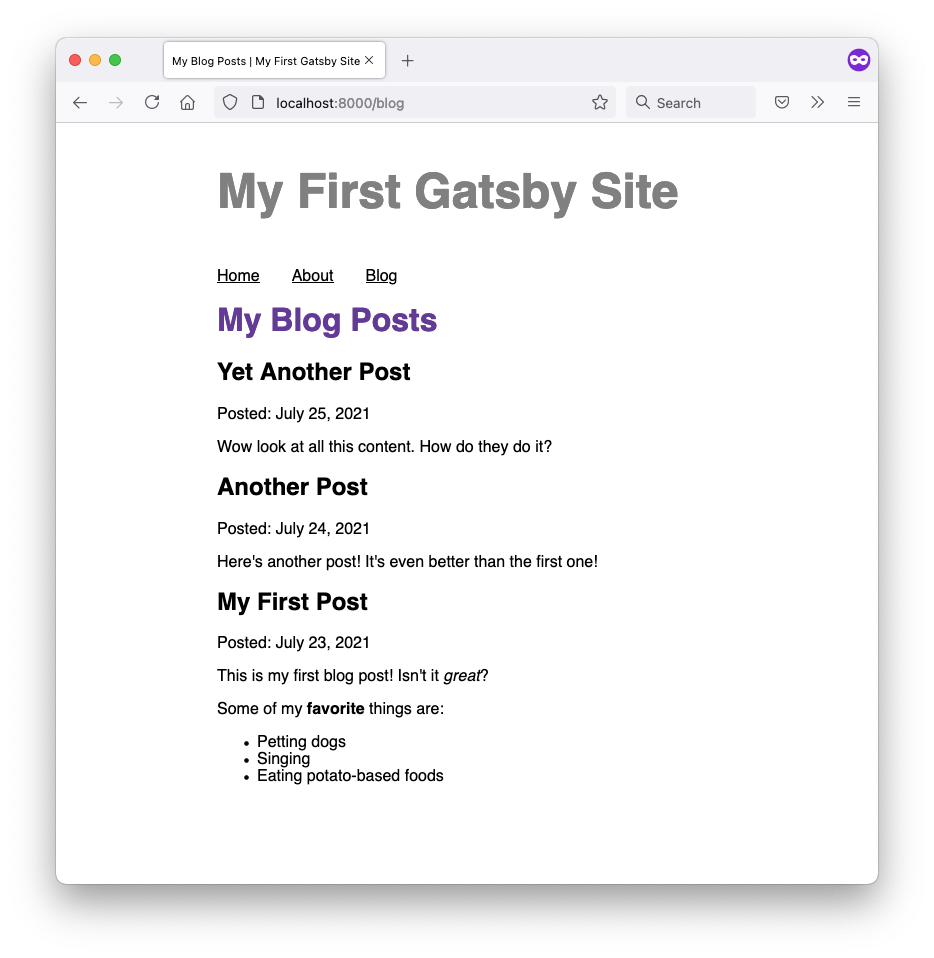 My Blog Posts | My First Gatsby Site
localhost:8000/blog
Search
My First Gatsby Site
Home About Blog
My Blog Posts
Yet Another Post
Posted: July 25, 2021
Wow look at all this content. How do they do it?
Another Post
Posted: July 24, 2021
Here's another post! It's even better than the first one!
My First Post
Posted: July 23, 2021
This is my first blog post! Isn't it great?
Some of my favorite things are:
• Petting dogs
• Singing
• Eating potato-based foods